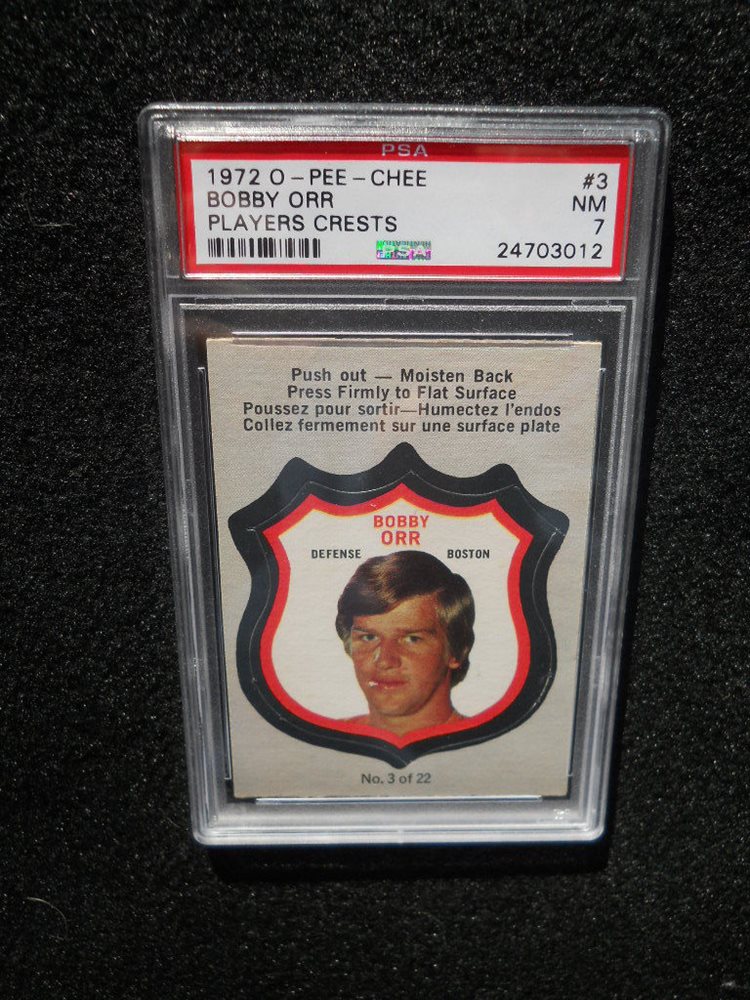 PSA
1972 O-PEE-CHEE #3
BOBBY ORR NM
PLAYERS CRESTS 7
PSA 24703012
Push out — Moisten Back
Press Firmly to Flat Surface
Poussez pour sortir—Humectez l'endos
Collez fermement sur une surface plate
BOBBY
ORR
DEFENSE BOSTON
No. 3 of 22